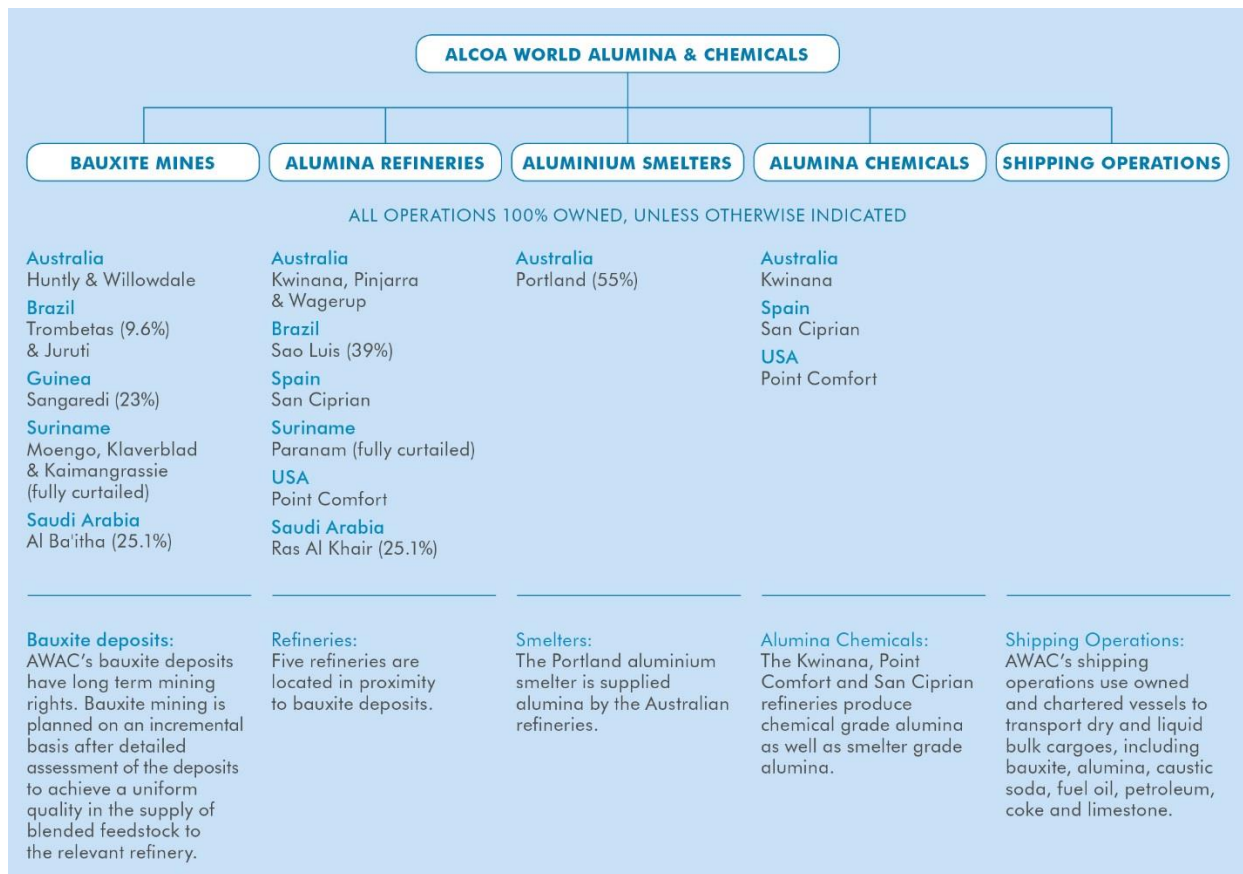 ALCOA WORLD ALUMINA & CHEMICALS
BAUXITE MINES
ALUMINA REFINERIES
ALUMINIUM SMELTERS
ALUMINA CHEMICALS
SHIPPING OPERATIONS
ALL OPERATIONS 100% OWNED, UNLESS OTHERWISE INDICATED
Australia
Huntly & Willowdale
Brazil
Trombetas (9.6%)
& Juruti
Guinea
Sangaredi (23%)
Suriname
Moengo, Klaverblad
& Kaimangrassie
(fully curtailed)
Saudi Arabia
Al Ba'itha (25.1%)
Australia
Kwinana, Pinjarra
& Wagerup
Brazil
Sao Luis (39%)
Spain
San Ciprian
Suriname
Paranam (fully curtailed)
USA
Point Comfort
Saudi Arabia
Ras Al Khair (25.1%)
Australia
Portland (55%)
Australia
Kwinana
Spain
San Ciprian
USA
Point Comfort
Bauxite deposits:
AWAC’s bauxite deposits
have long term mining
rights. Bauxite mining is
planned on an incremental
basis after detailed
assessment of the deposits
to achieve a uniform
quality in the supply of
blended feedstock to
the relevant refinery.
Refineries:
Five refineries are
located in proximity
to bauxite deposits.
Smelters:
The Portland aluminium
smelter is supplied
alumina by the Australian
refineries.
Alumina Chemicals:
The Kwinana, Point
Comfort and San Ciprian
refineries produce
chemical grade alumina
as well as smelter grade
alumina.
Shipping Operations:
AWAC’s shipping
operations use owned
and chartered vessels to
transport dry and liquid
bulk cargoes, including
bauxite, alumina, caustic
soda, fuel oil, petroleum,
coke and limestone.